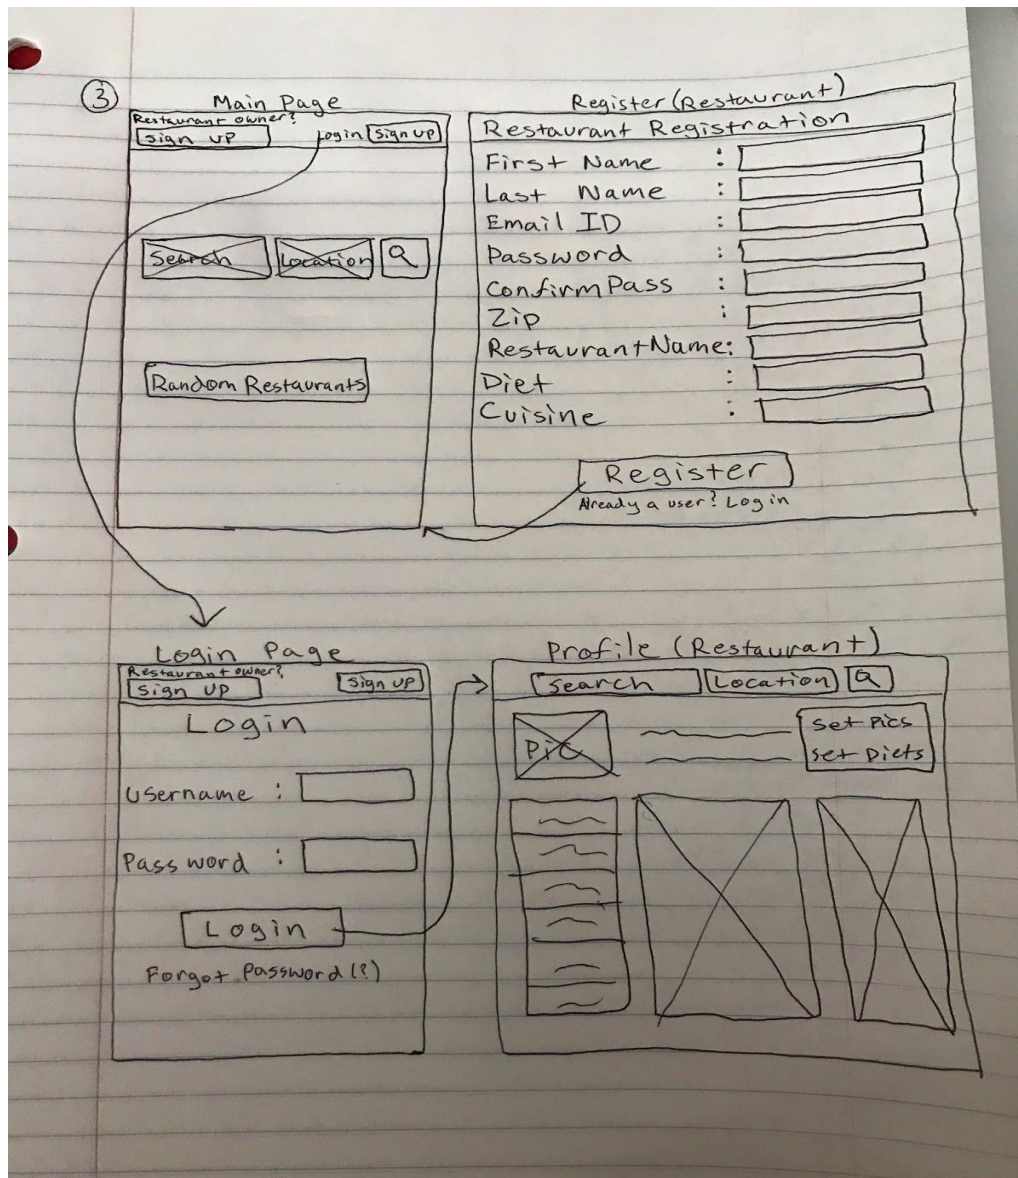 3
Main Page
Restaurant owner?
Sign UP
Login Sign UP
Search Location
Random Restaurants
Register (Restaurant)
Restaurant Registration
First Name :
Last Name :
Email ID :
Password :
Confirm Pass :
Zip :
Restaurant Name:
Diet :
Cuisine :
Register
Already a user? Login
Login Page
Restaurant owner?
Sign UP
Sign UP
Login
Username :
Password :
Login
Forgot Password(?)
Profile (Restaurant)
Search Location
Pic
Set Pics
Set Diets